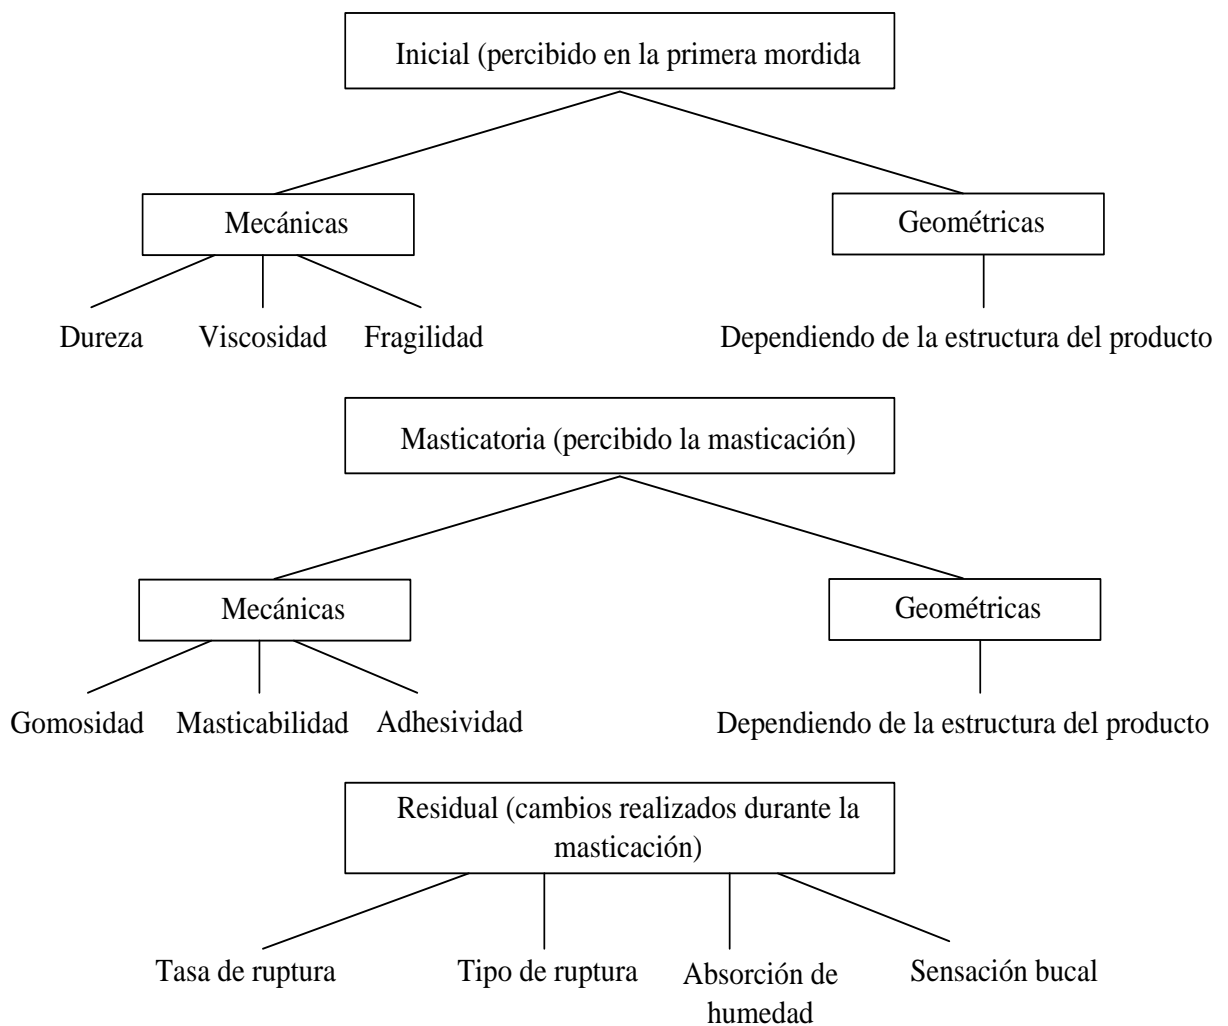 Inicial (percibido en la primera mordida
Mecánicas
Geométricas
Dureza
Viscosidad
Fragilidad
Dependiendo de la estructura del producto
Masticatoria (percibido la masticación)
Mecánicas
Geométricas
Gomosidad
Masticabilidad
Adhesividad
Dependiendo de la estructura del producto
Residual (cambios realizados durante la
masticación)
Tasa de ruptura
Tipo de ruptura
Absorción de
humedad
Sensación bucal